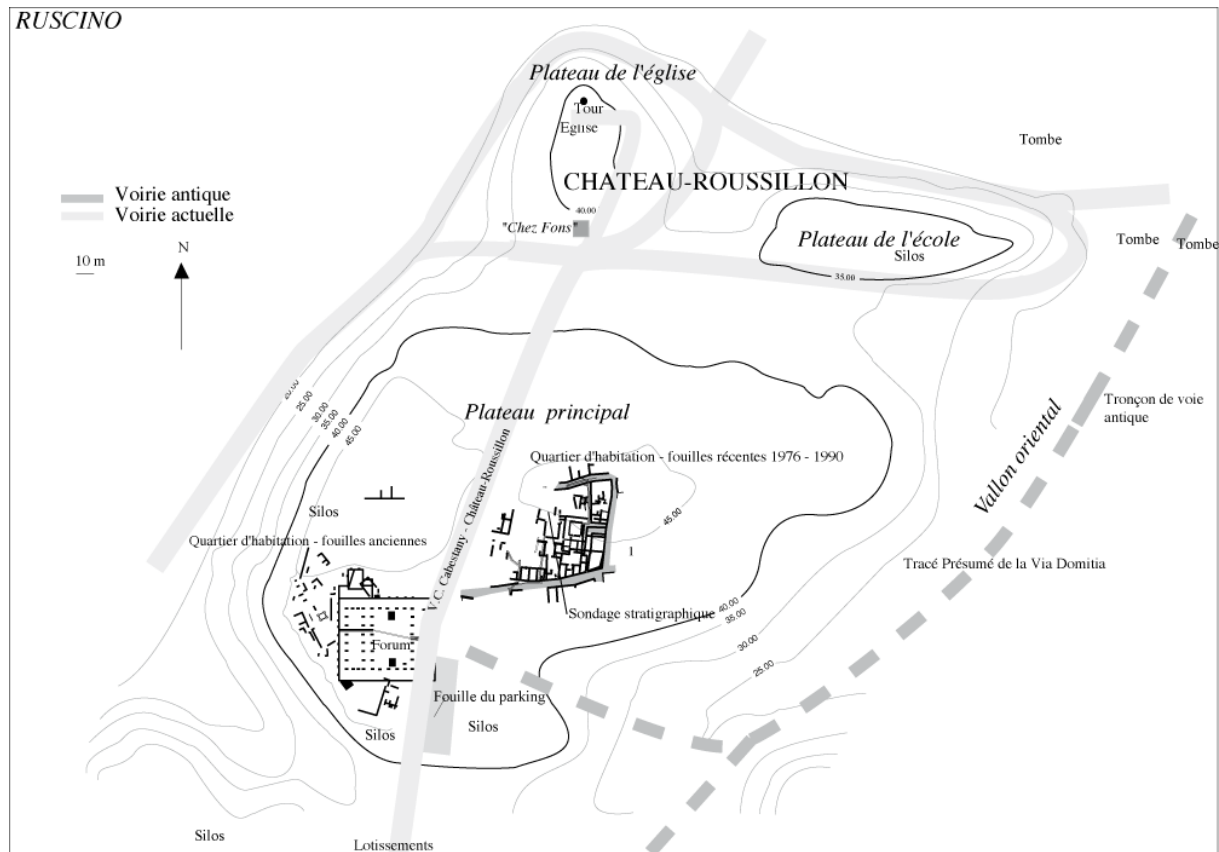 RUSCINO
Plateau de l'église
Tour
Eglise
Tombe
CHATEAU-ROUSSILLON
Voirie antique
Voirie actuelle
40.00
"Chez Fons"
N
10 m
Plateau de l'école
Silos
35.00
Tombe
Tombe
20.00
25.00
30.00
35.00
40.00
45.00
Plateau principal
Tronçon de voie
antique
Vallon oriental
Quartier d'habitation - fouilles récentes 1976 - 1990
45.00
V.C. Cabestany - Château-Roussillon
Silos
Quartier d'habitation - fouilles anciennes
1
Tracé Présumé de la Via Domitia
Sondage stratigraphique
40.00
35.00
30.00
25.00
Forum
Fouille du parking
Silos
Silos
Silos
Lotissements